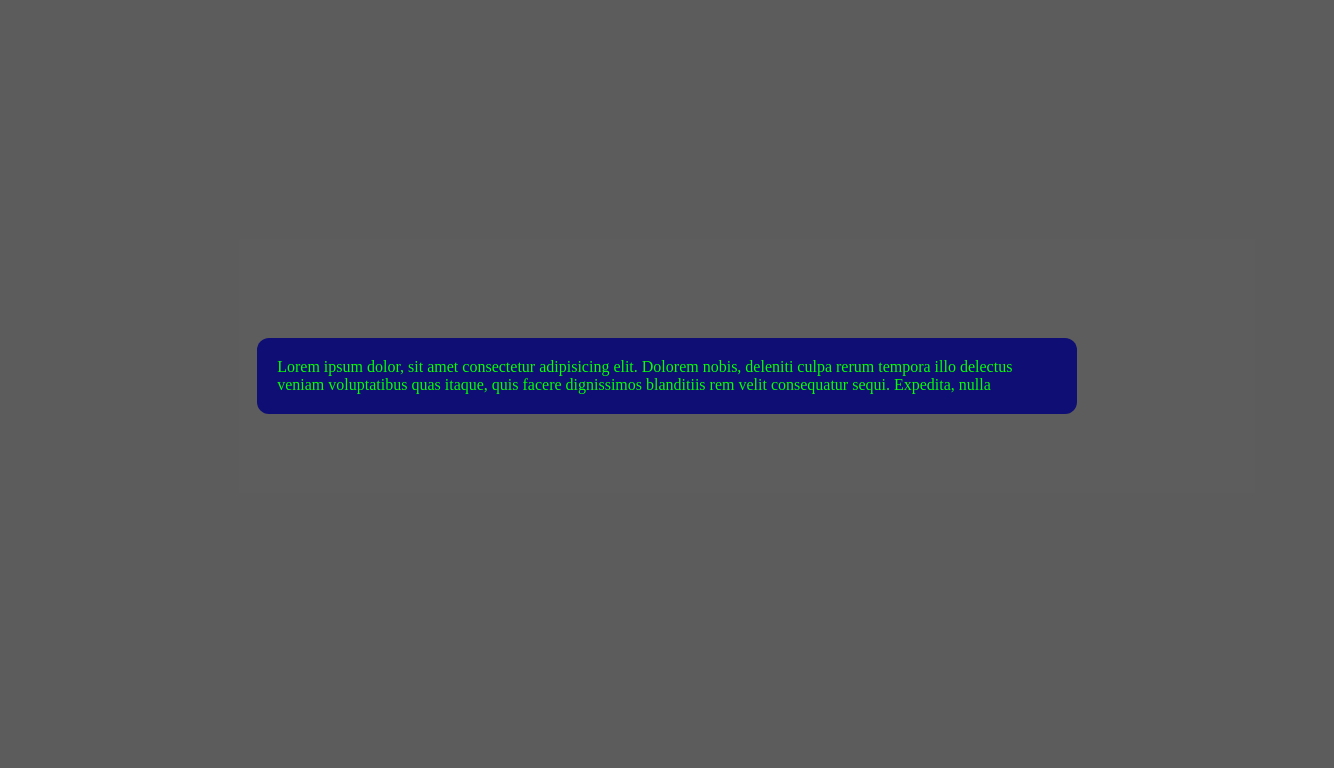 Lorem ipsum dolor, sit amet consectetur adipisicing elit. Dolorem nobis, deleniti culpa rerum tempora illo delectus
veniam voluptatibus quas itaque, quis facere dignissimos blanditiis rem velit consequatur sequi. Expedita, nulla